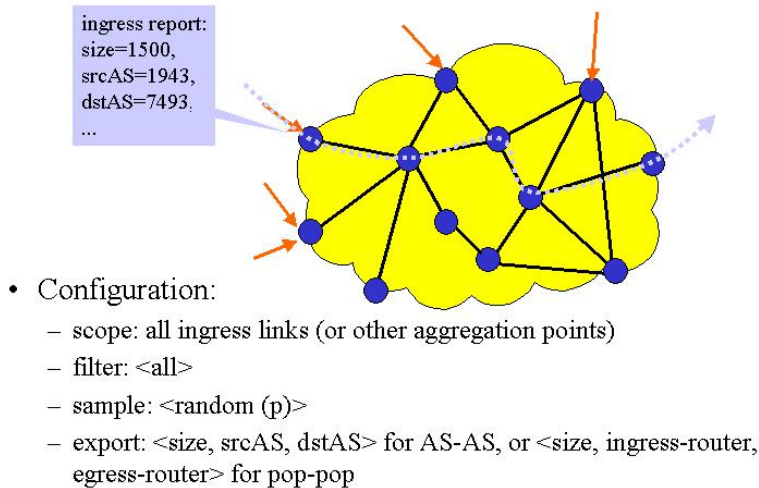 ingress report:
size=1500,
srcAS=1943,
dstAS=7493,
...
• Configuration:
– scope: all ingress links (or other aggregation points)
– filter: <all>
– sample: <random (p)>
– export: <size, srcAS, dstAS> for AS-AS, or <size, ingress-router,
egress-router> for pop-pop